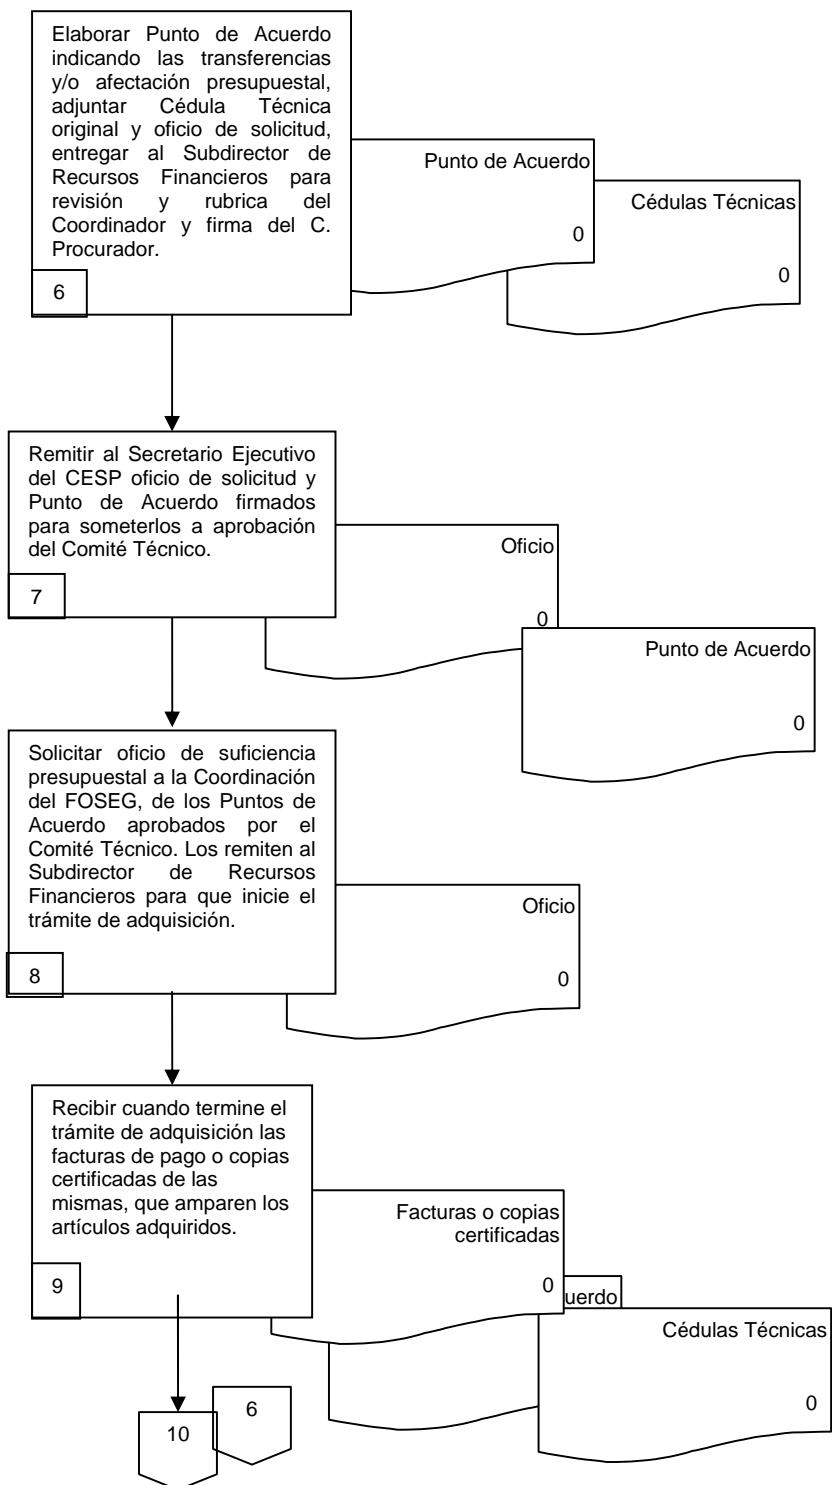 Elaborar Punto de Acuerdo
indicando las transferencias
y/o afectación presupuestal,
adjuntar Cédula Técnica
original y oficio de solicitud,
entregar al Subdirector de
Recursos Financieros para
revisión y rubrica del
Coordinador y firma del C.
Procurador.
6
Punto de Acuerdo
0
Cédulas Técnicas
0
Remitir al Secretario Ejecutivo
del CESP oficio de solicitud y
Punto de Acuerdo firmados
para someterlos a aprobación
del Comité Técnico.
7
Oficio
0
Punto de Acuerdo
0
Solicitar oficio de suficiencia
presupuestal a la Coordinación
del FOSEG, de los Puntos de
Acuerdo aprobados por el
Comité Técnico. Los remiten al
Subdirector de Recursos
Financieros para que inicie el
trámite de adquisición.
8
Oficio
0
Recibir cuando termine el
trámite de adquisición las
facturas de pago o copias
certificadas de las
mismas, que amparen los
artículos adquiridos.
9
Facturas o copias
certificadas
0
uerdo
Cédulas Técnicas
0
10
6